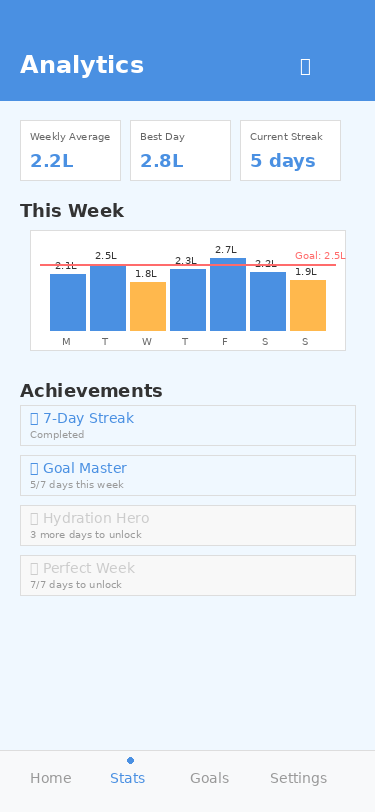 Analytics
Weekly Average Best Day Current Streak
2.2L 2.8L 5 days
This Week
2.1L 2.5L 1.8L 2.3L 2.7L 2.2L 1.9L
Goal: 2.5L
M T W T F S S
Achievements
7-Day Streak
Completed
Goal Master
5/7 days this week
Hydration Hero
3 more days to unlock
Perfect Week
7/7 days to unlock
Home Stats Goals Settings